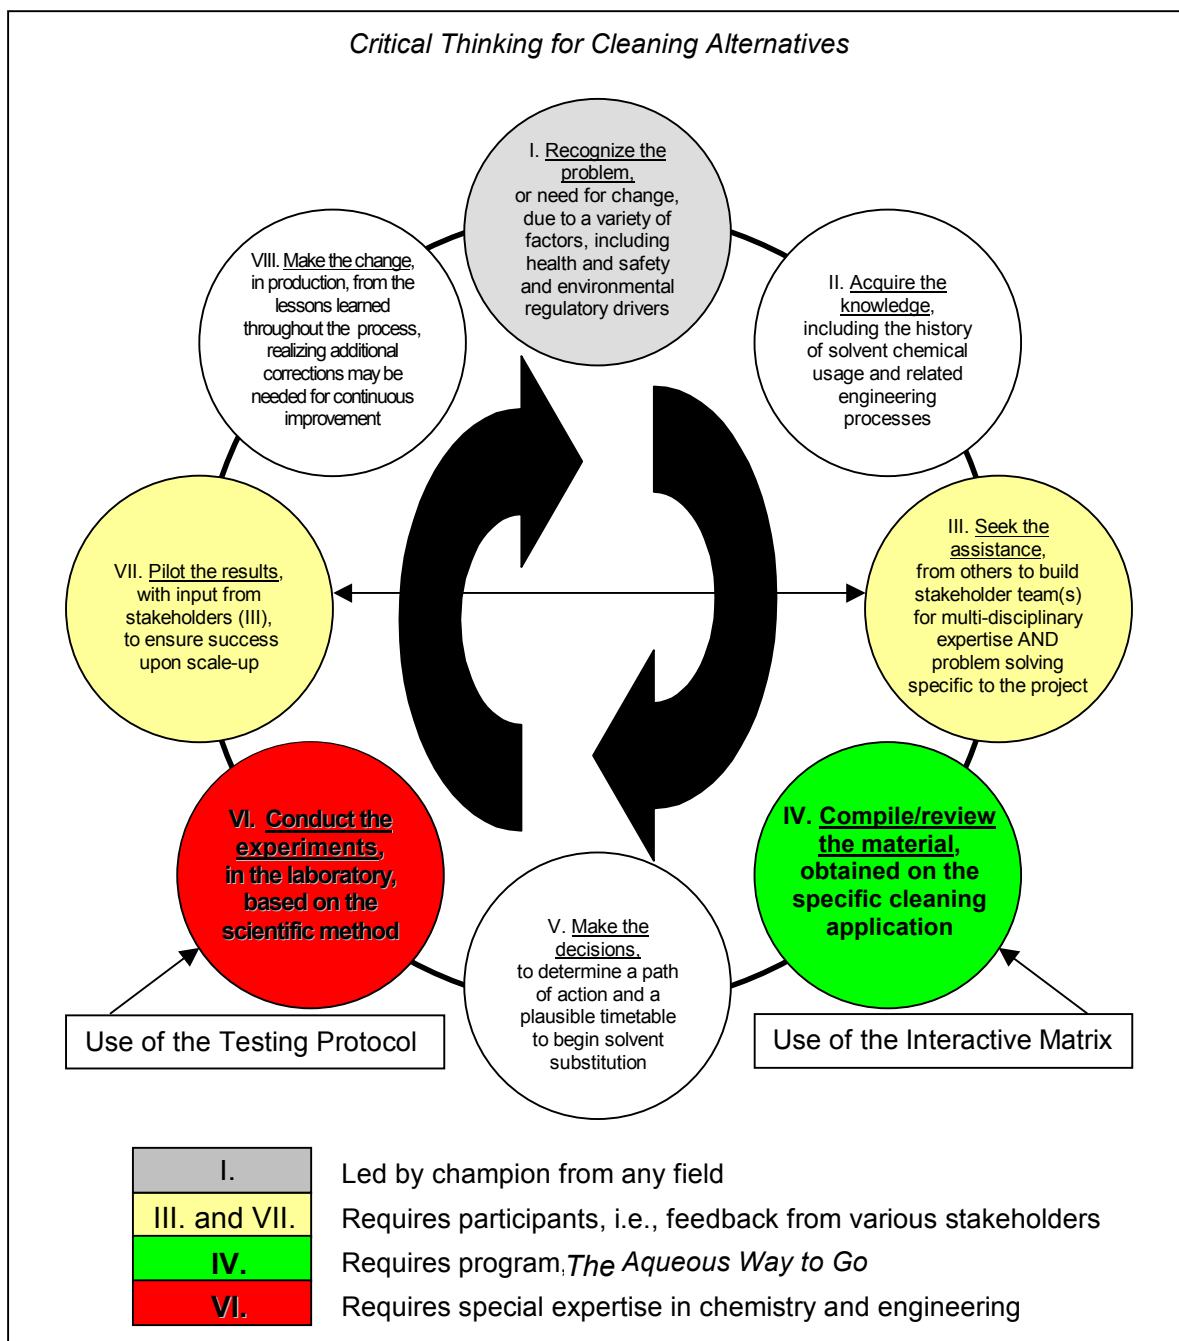 Critical Thinking for Cleaning Alternatives
I. Recognize the
problem,
or need for change,
due to a variety of
factors, including
health and safety
and environmental
regulatory drivers
II. Acquire the
knowledge,
including the history
of solvent chemical
usage and related
engineering
processes
III. Seek the
assistance,
from others to build
stakeholder team(s)
for multi-disciplinary
expertise AND
problem solving
specific to the project
IV. Compile/review
the material,
obtained on the
specific cleaning
application
Use of the Interactive Matrix
V. Make the
decisions,
to determine a path
of action and a
plausible timetable
to begin solvent
substitution
VI. Conduct the
experiments,
in the laboratory,
based on the
scientific method
Use of the Testing Protocol
VII. Pilot the results,
with input from
stakeholders (III),
to ensure success
upon scale-up
VIII. Make the change,
in production, from the
lessons learned
throughout the process,
realizing additional
corrections may be
needed for continuous
improvement
I. Led by champion from any field
III. and VII. Requires participants, i.e., feedback from various stakeholders
IV. Requires program, The Aqueous Way to Go
VI. Requires special expertise in chemistry and engineering